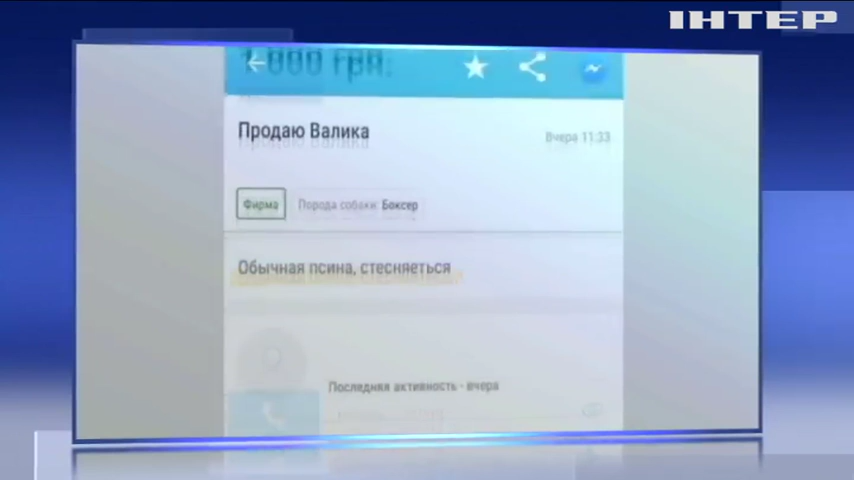 ІНТЕР
1 000 грн.
Продаю Валика
Вчера 11:33
Фирма
Порода собаки: Боксер
Обычная псина, стесняеться
Последняя активность - вчера